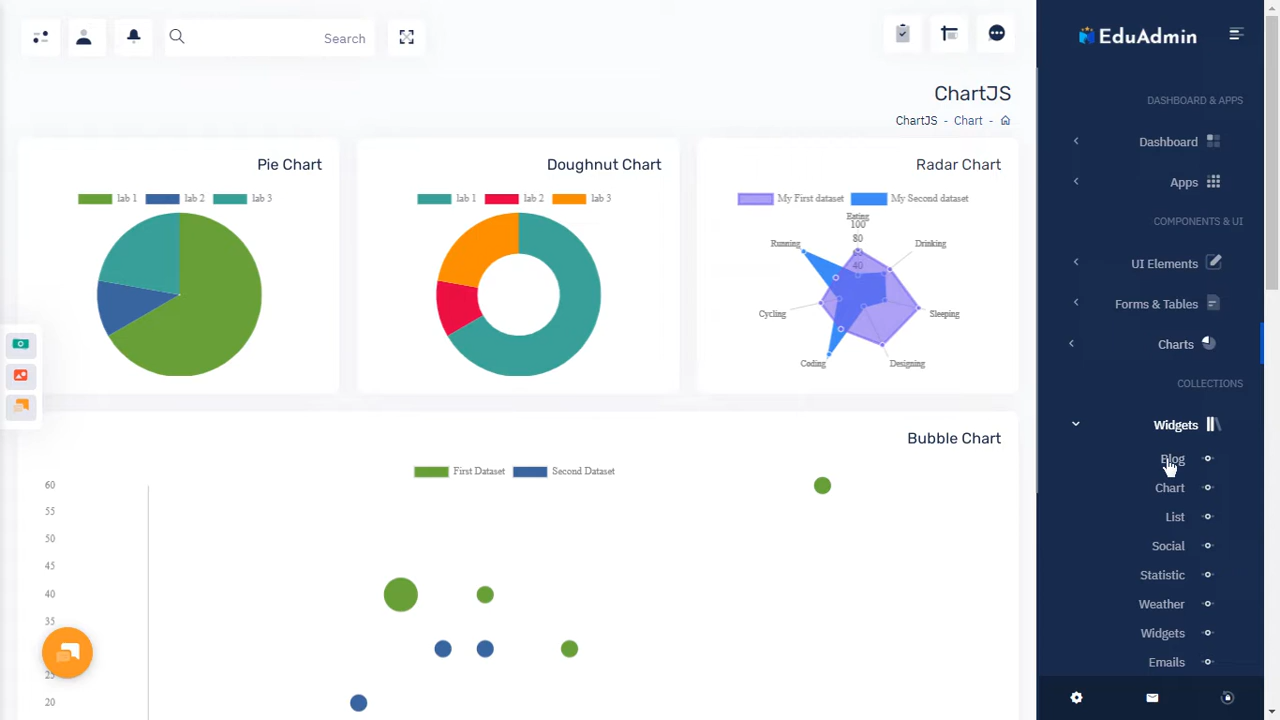 Search
EduAdmin
ChartJS
ChartJS - Chart -
Pie Chart
lab 1 lab 2 lab 3
Doughnut Chart
lab 1 lab 2 lab 3
Radar Chart
My First dataset My Second dataset
Eating
100
80
40
Running
Drinking
Cycling
Sleeping
Coding
Designing
Bubble Chart
First Dataset Second Dataset
60
55
50
45
40
35
25
20
DASHBOARD & APPS
Dashboard
Apps
COMPONENTS & UI
UI Elements
Forms & Tables
Charts
COLLECTIONS
Widgets
Blog
Chart
List
Social
Statistic
Weather
Widgets
Emails